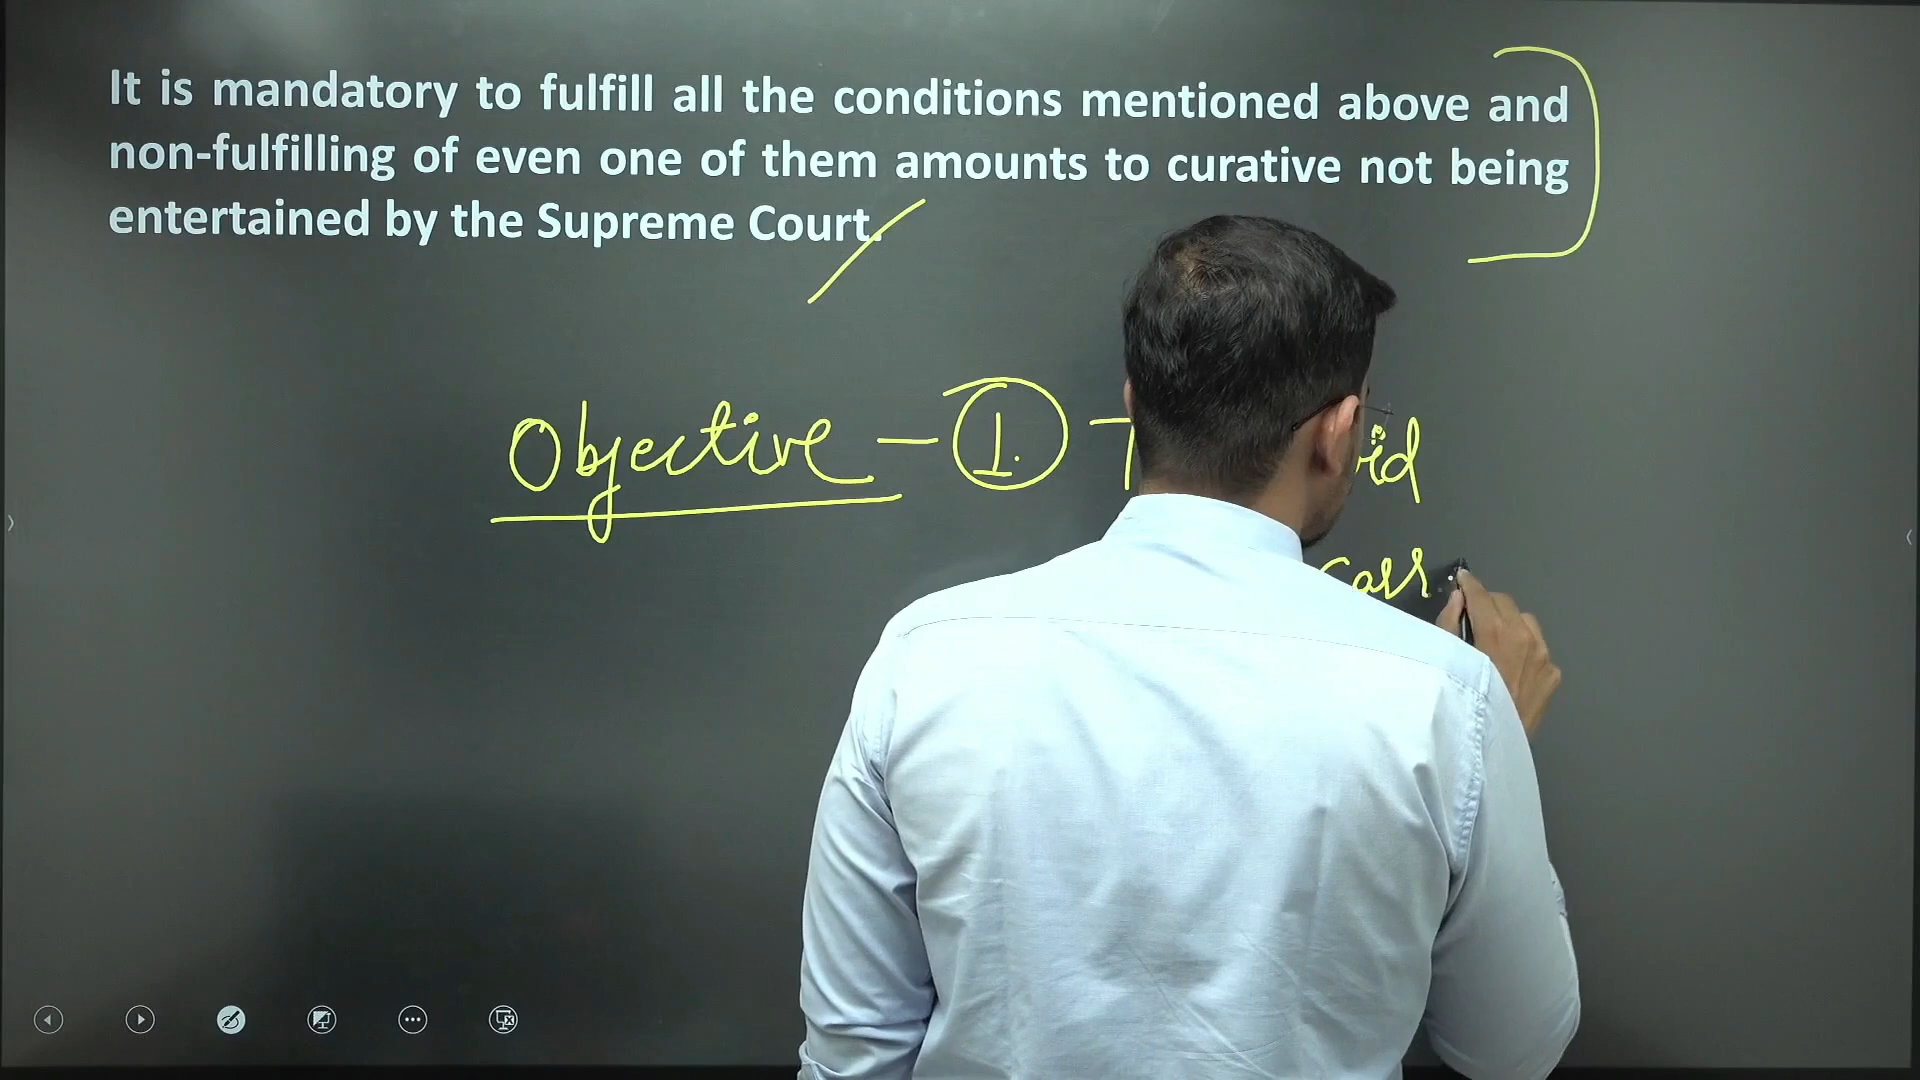 It is mandatory to fulfill all the conditions mentioned above and
non-fulfilling of even one of them amounts to curative not being
entertained by the Supreme Court.
Objective - 1.